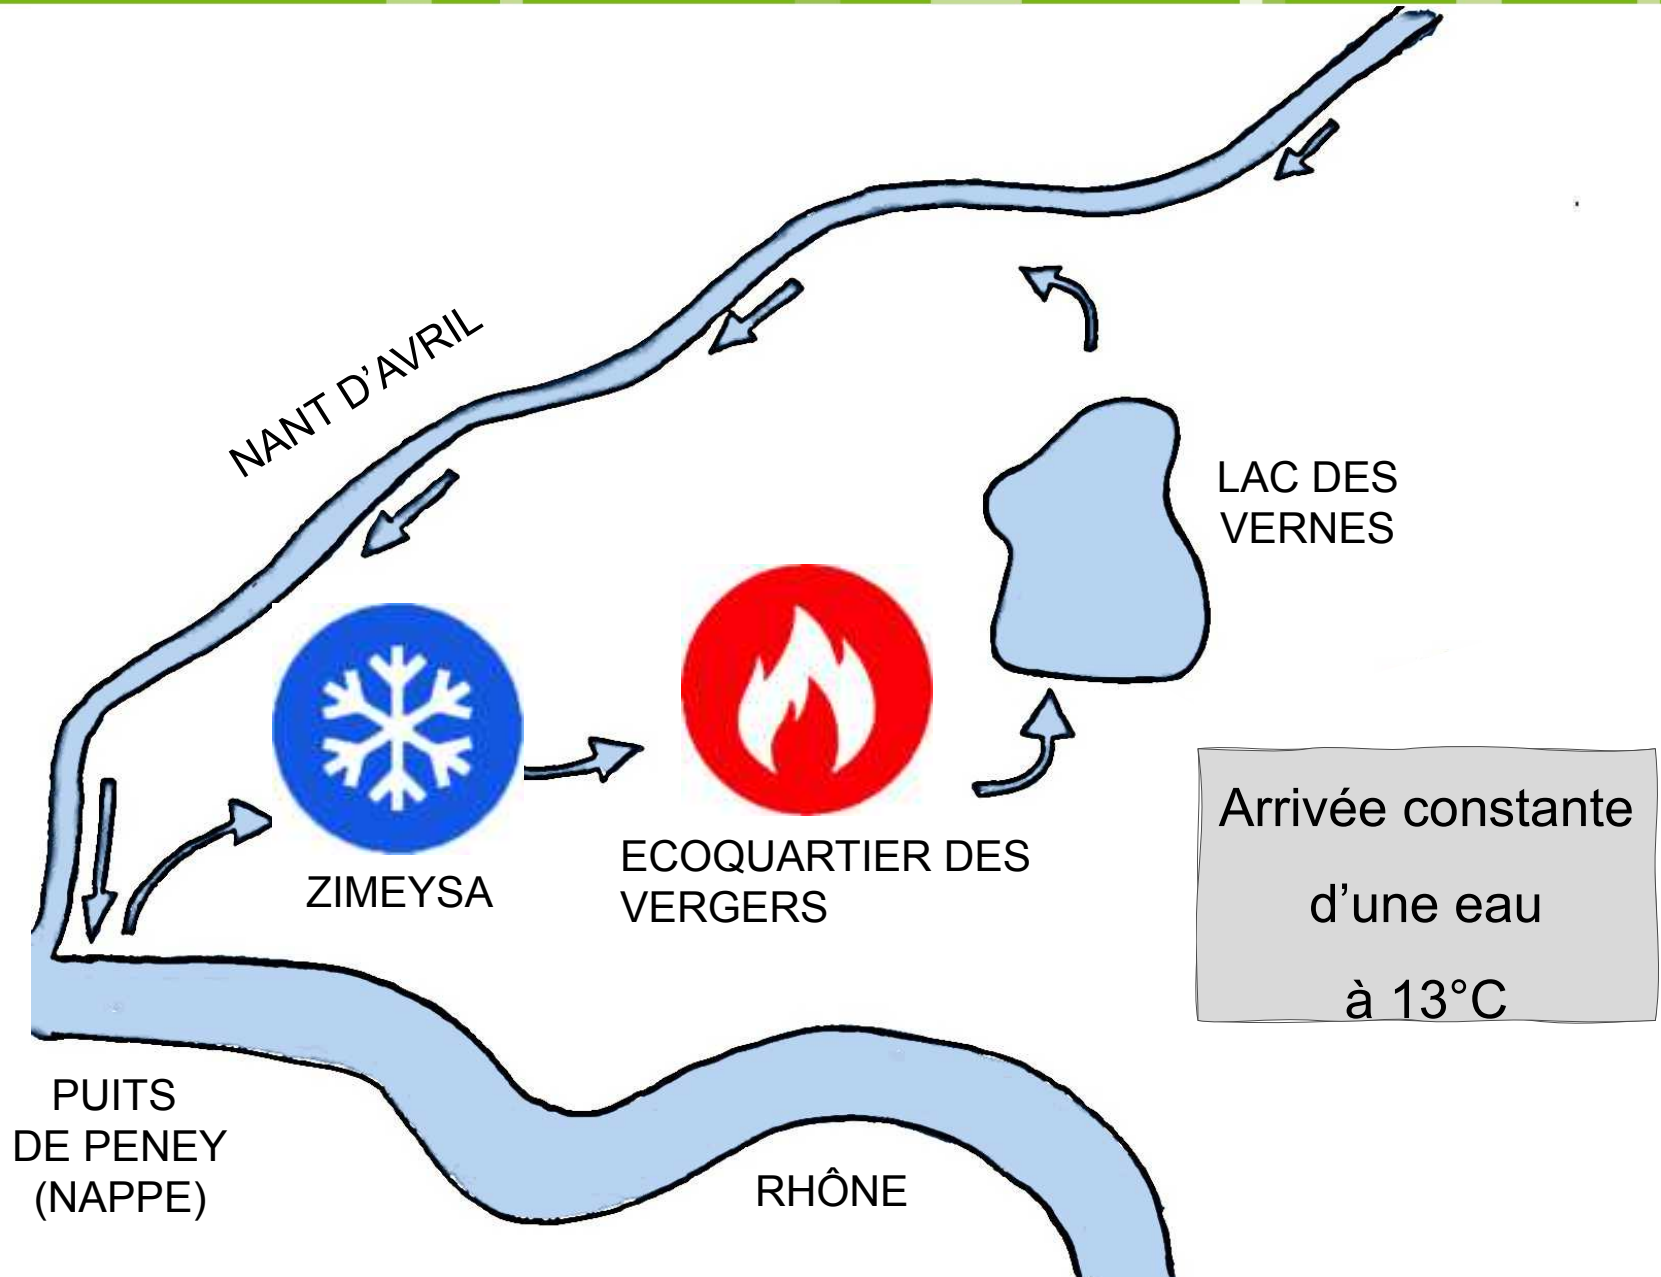 NANT D’AVRIL
LAC DES
VERNES
ZIMEYSA
ECOQUARTIER DES
VERGERS
Arrivée constante
d’une eau
à 13°C
PUITS
DE PENEY
(NAPPE)
RHÔNE